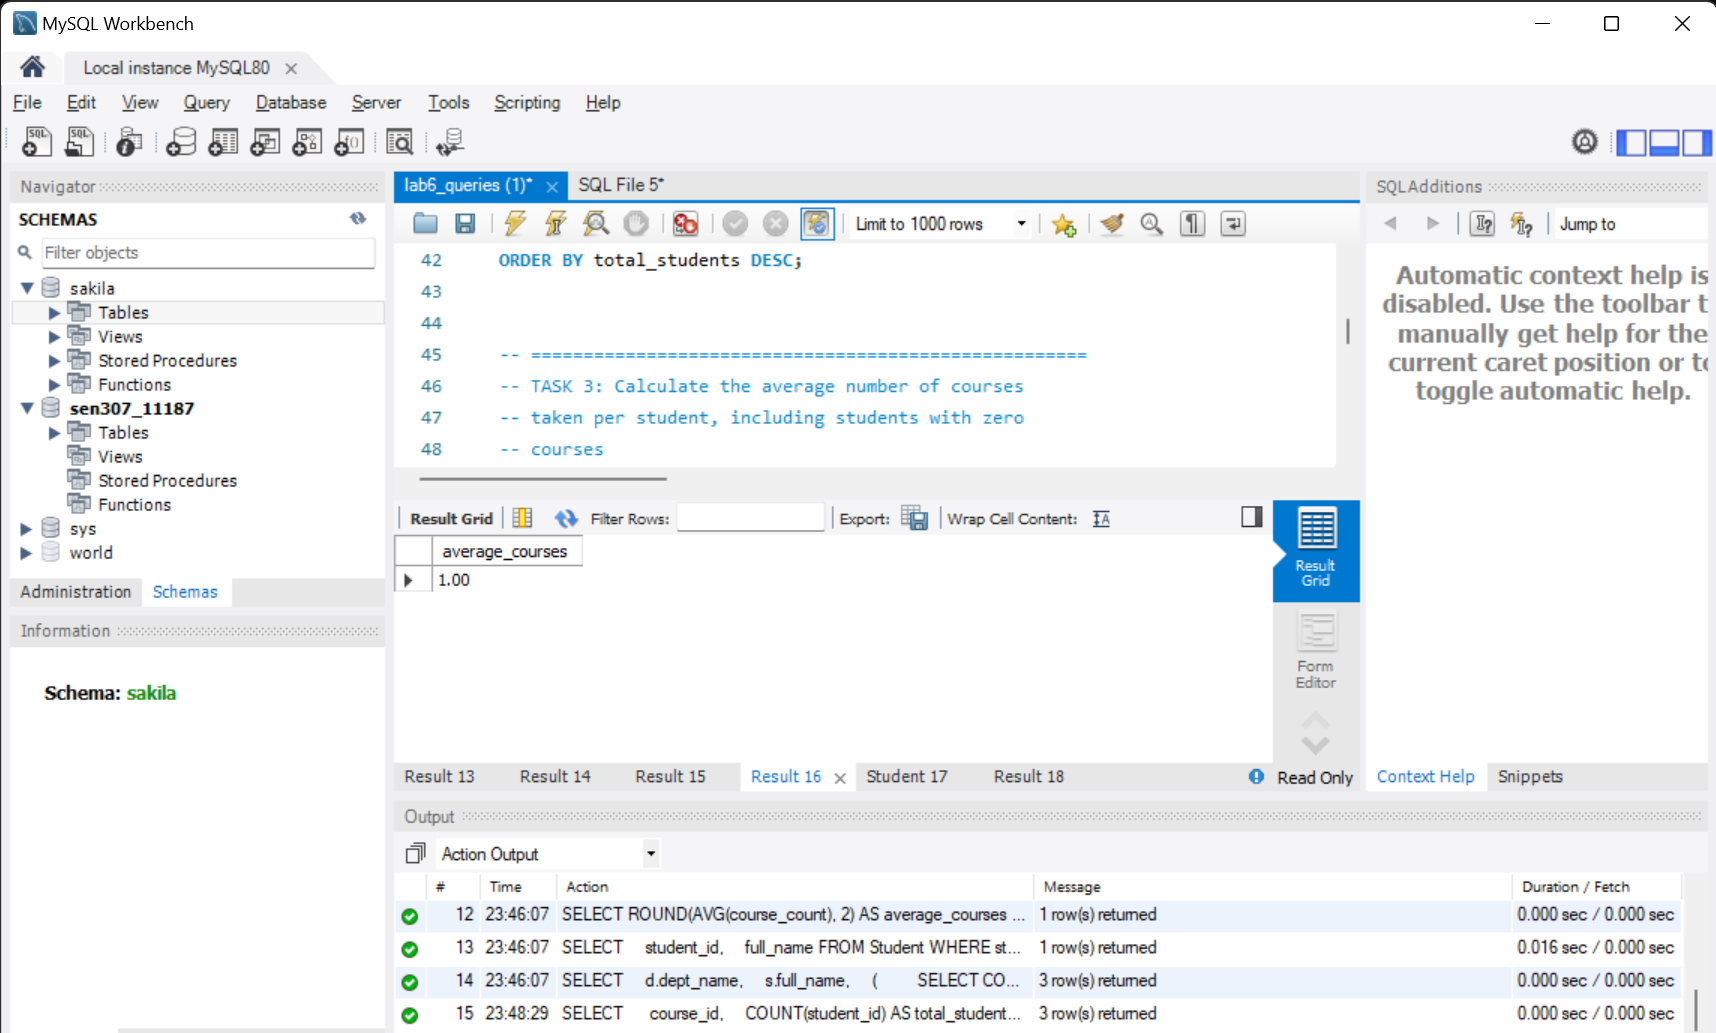 MySQL Workbench
Local instance MySQL80
File Edit View Query Database Server Tools Scripting Help
Navigator
SCHEMAS
Filter objects
sakila
Tables
Views
Stored Procedures
Functions
sen307_11187
Tables
Views
Stored Procedures
Functions
sys
world
Administration Schemas
Information
Schema: sakila
lab6_queries (1)* SQL File 5*
Limit to 1000 rows
42 ORDER BY total_students DESC;
43
44
45 -- =====================================================
46 -- TASK 3: Calculate the average number of courses
47 -- taken per student, including students with zero
48 -- courses
Result Grid Filter Rows: Export: Wrap Cell Content:
average_courses
1.00
Result Grid
Form Editor
Result 13 Result 14 Result 15 Result 16 Student 17 Result 18 Read Only
SQLAdditions
Jump to
Automatic context help is
disabled. Use the toolbar t
manually get help for the
current caret position or to
toggle automatic help.
Context Help Snippets
Output
Action Output
# Time Action Message Duration / Fetch
12 23:46:07 SELECT ROUND(AVG(course_count), 2) AS average_courses ... 1 row(s) returned 0.000 sec / 0.000 sec
13 23:46:07 SELECT student_id, full_name FROM Student WHERE st... 1 row(s) returned 0.016 sec / 0.000 sec
14 23:46:07 SELECT d.dept_name, s.full_name, ( SELECT CO... 3 row(s) returned 0.000 sec / 0.000 sec
15 23:48:29 SELECT course_id, COUNT(student_id) AS total_student... 3 row(s) returned 0.000 sec / 0.000 sec